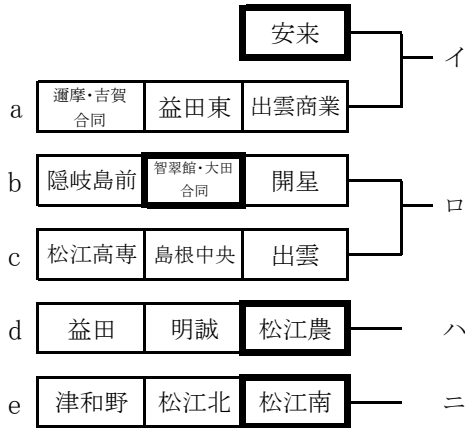 安来
イ
a 邇摩・吉賀
合同 益田東 出雲商業
b 隠岐島前 智翠館・大田
合同 開星
ロ
c 松江高専 島根中央 出雲
d 益田 明誠 松江農 ハ
e 津和野 松江北 松江南 ニ